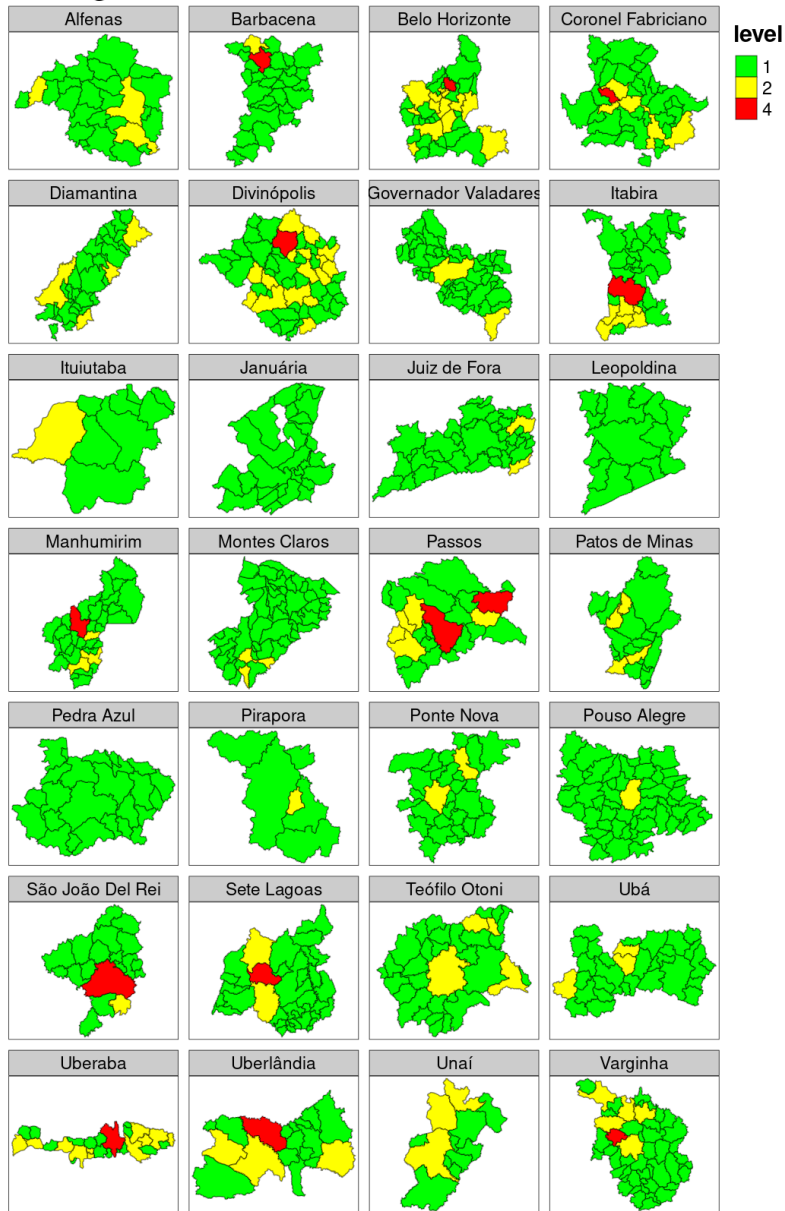 Alfenas
Barbacena
Belo Horizonte
Coronel Fabriciano
level
1
2
4
Diamantina
Divinópolis
Governador Valadares
Itabira
Ituiutaba
Januária
Juiz de Fora
Leopoldina
Manhumirim
Montes Claros
Passos
Patos de Minas
Pedra Azul
Pirapora
Ponte Nova
Pouso Alegre
São João Del Rei
Sete Lagoas
Teófilo Otoni
Ubá
Uberaba
Uberlândia
Unaí
Varginha